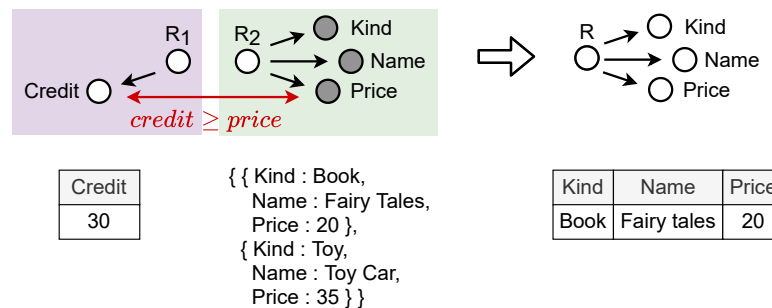 R1 R2 Kind R Kind
Name Name
Credit Price Price
credit ≥ price
Credit
30
{ { Kind : Book,
Name : Fairy Tales,
Price : 20 },
{ Kind : Toy,
Name : Toy Car,
Price : 35 } }
Kind Name Price
Book Fairy tales 20